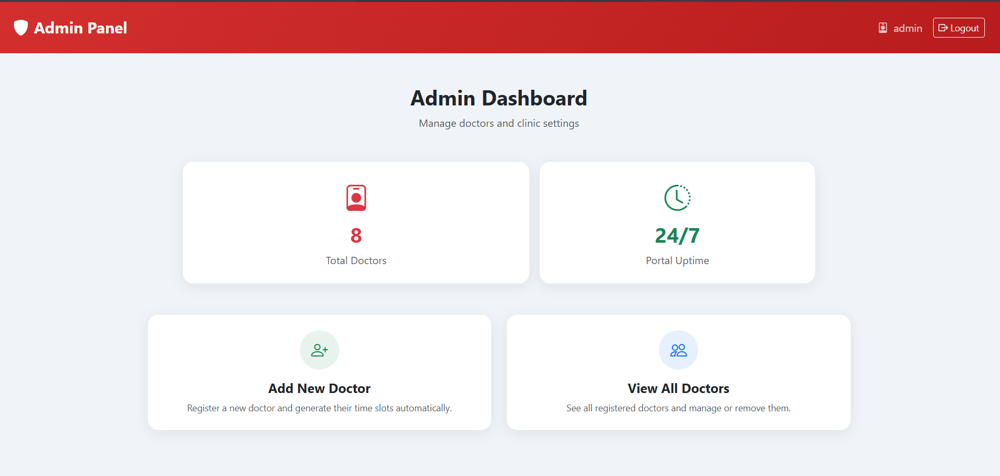 Admin Panel
admin
Logout
Admin Dashboard
Manage doctors and clinic settings
8
Total Doctors
24/7
Portal Uptime
Add New Doctor
Register a new doctor and generate their time slots automatically.
View All Doctors
See all registered doctors and manage or remove them.